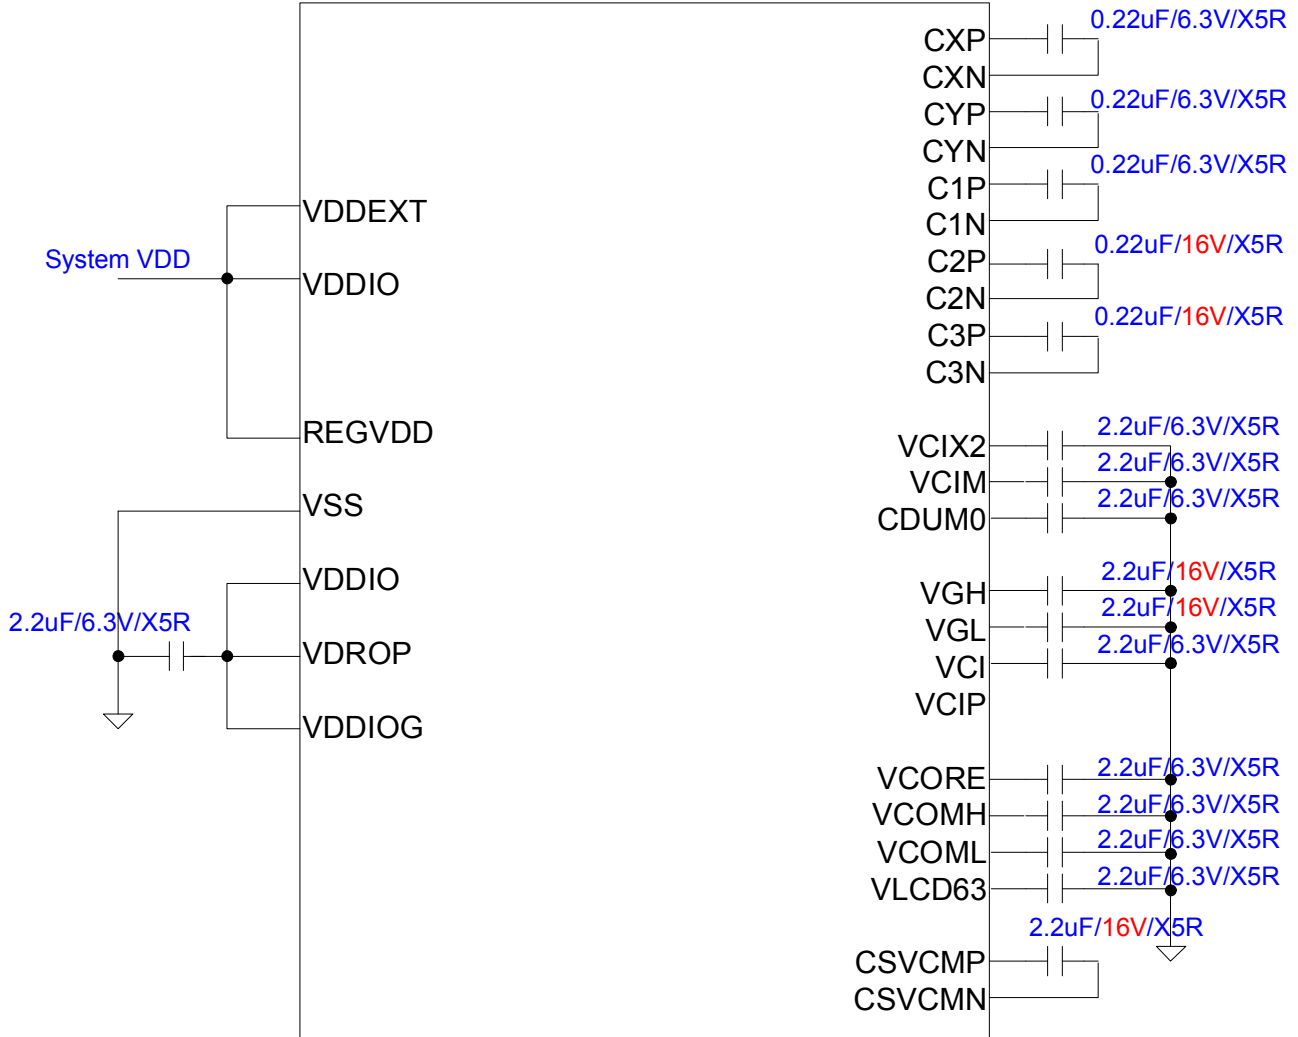 0.22uF/6.3V/X5R
CXP
CXN
0.22uF/6.3V/X5R
CYP
CYN
0.22uF/6.3V/X5R
C1P
C1N
0.22uF/16V/X5R
C2P
C2N
0.22uF/16V/X5R
C3P
C3N
VDDEXT
System VDD
VDDIO
REGVDD
VSS
VDDIO
2.2uF/6.3V/X5R
VDROP
VDDIOG
2.2uF/6.3V/X5R
VCIX2
2.2uF/6.3V/X5R
VCIM
2.2uF/6.3V/X5R
CDUM0
2.2uF/16V/X5R
VGH
2.2uF/16V/X5R
VGL
2.2uF/6.3V/X5R
VCI
VCIP
2.2uF/6.3V/X5R
VCORE
2.2uF/6.3V/X5R
VCOMH
2.2uF/6.3V/X5R
VCOML
2.2uF/6.3V/X5R
VLCD63
2.2uF/16V/X5R
CSVCMP
CSVCMN